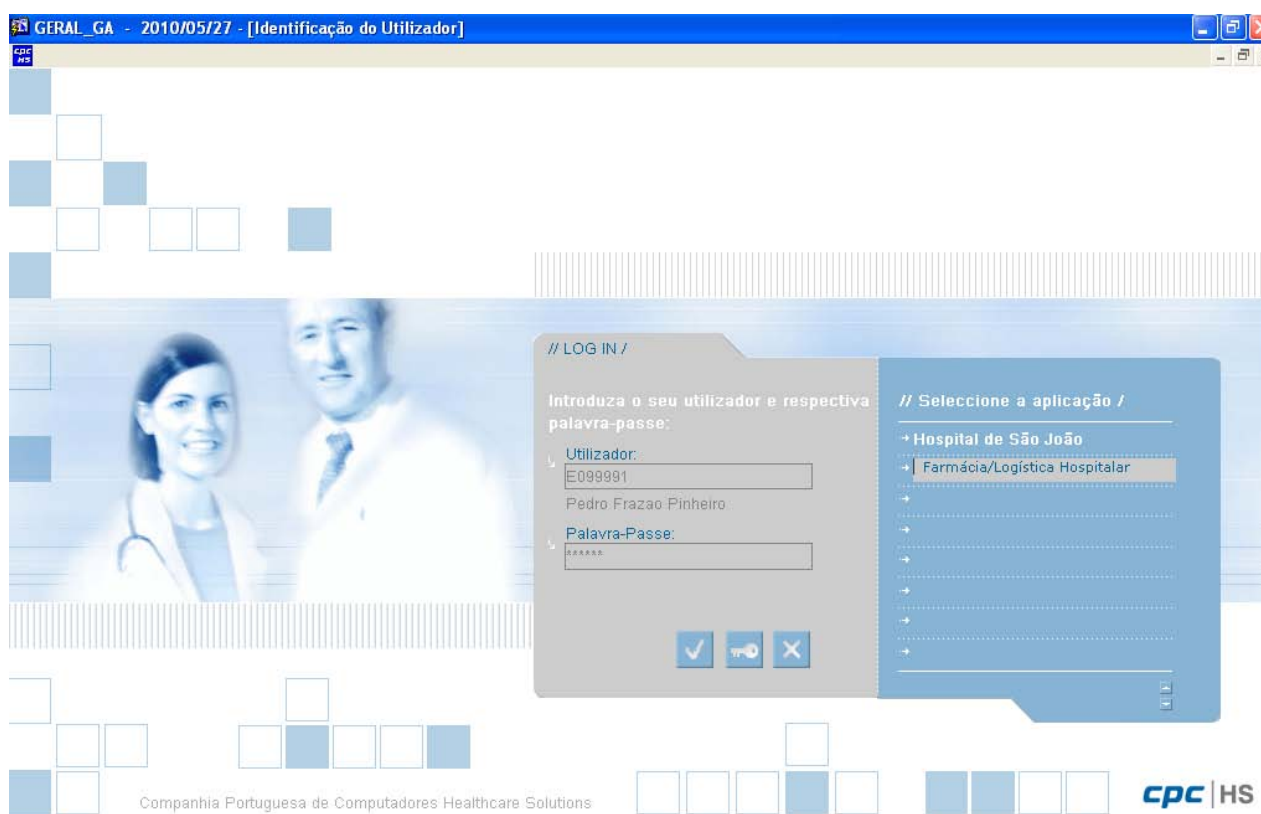 GERAL_GA - 2010/05/27 - [Identificação do Utilizador]
cpc
HS
// LOG IN /
Introduza o seu utilizador e respectiva
palavra-passe:
Utilizador:
E099991
Pedro Frazao Pinheiro
Palavra-Passe:
******
// Seleccione a aplicação /
Hospital de São João
Farmácia/Logística Hospitalar
Companhia Portuguesa de Computadores Healthcare Solutions
cpc | HS